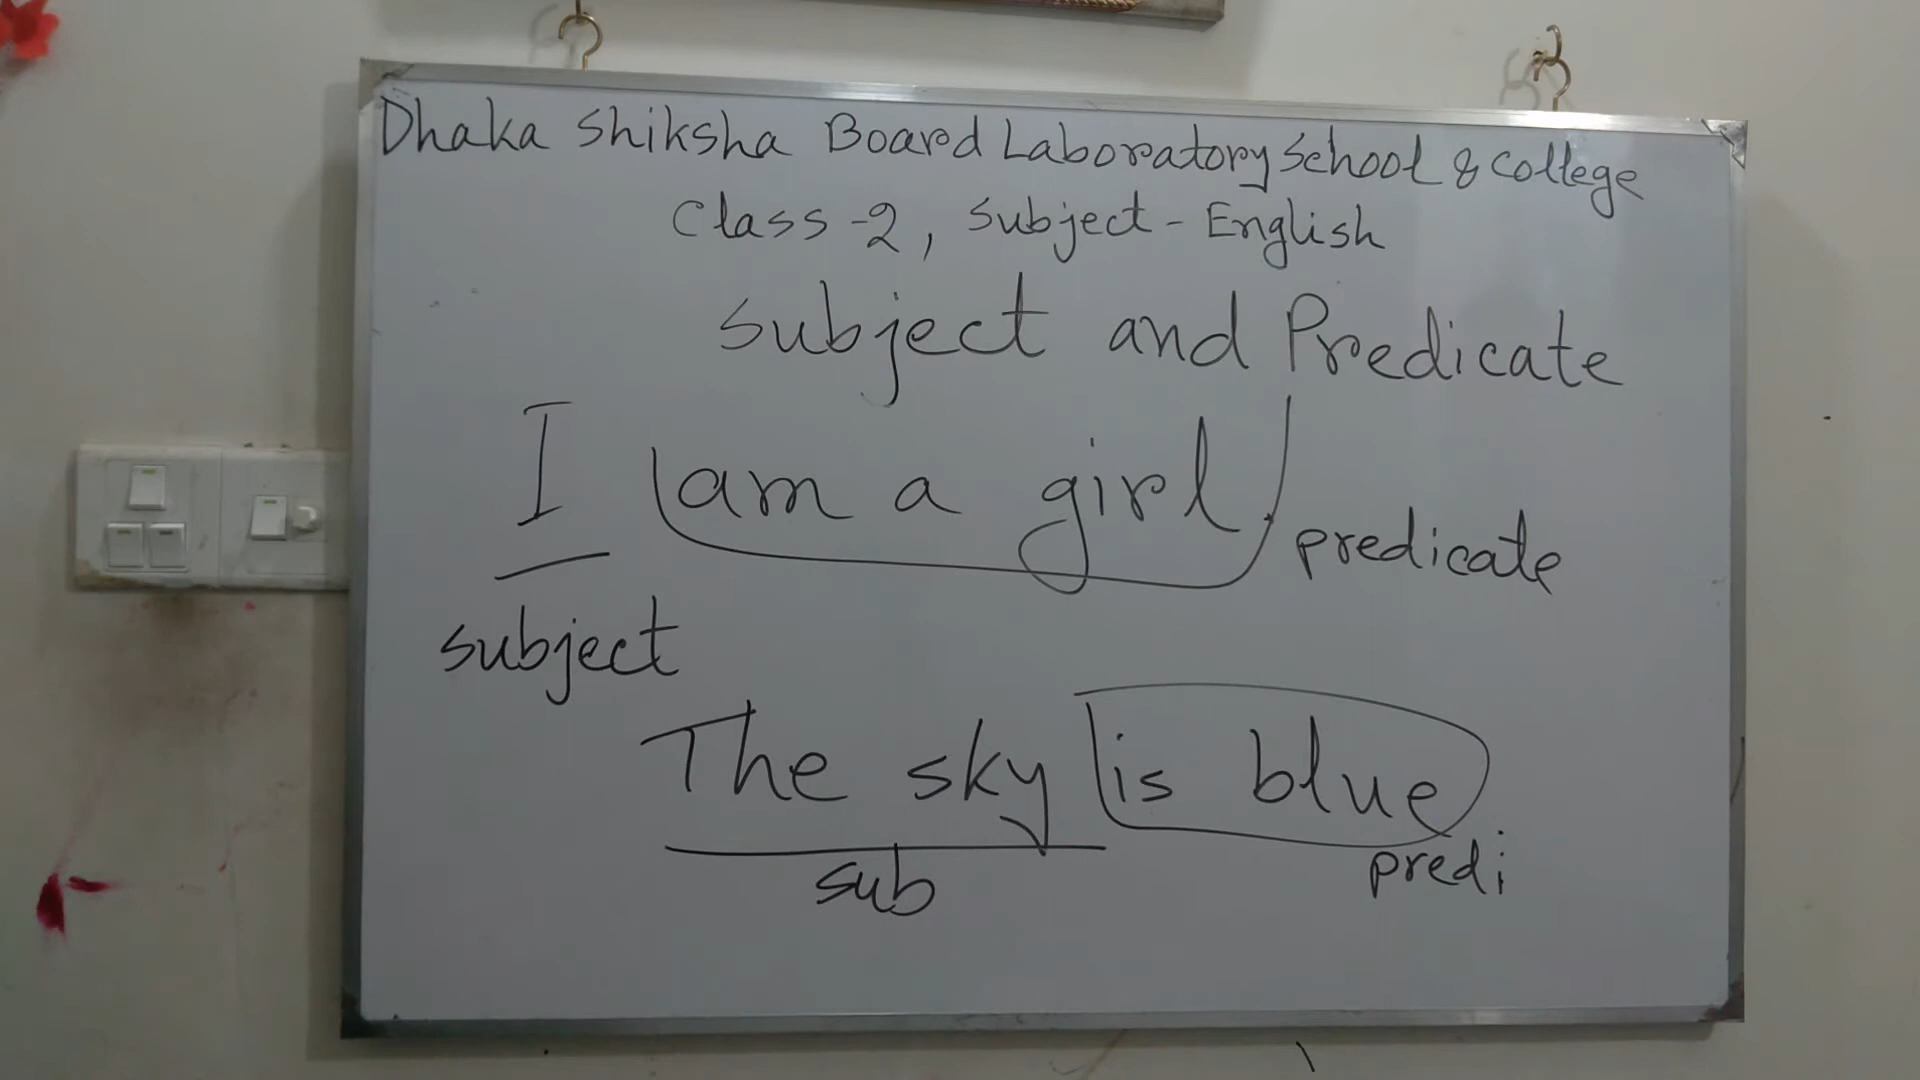 Dhaka Shiksha Board Laboratory School & College
Class -2, Subject - English
Subject and Predicate
I am a girl.
predicate
subject
The sky is blue
sub
predi